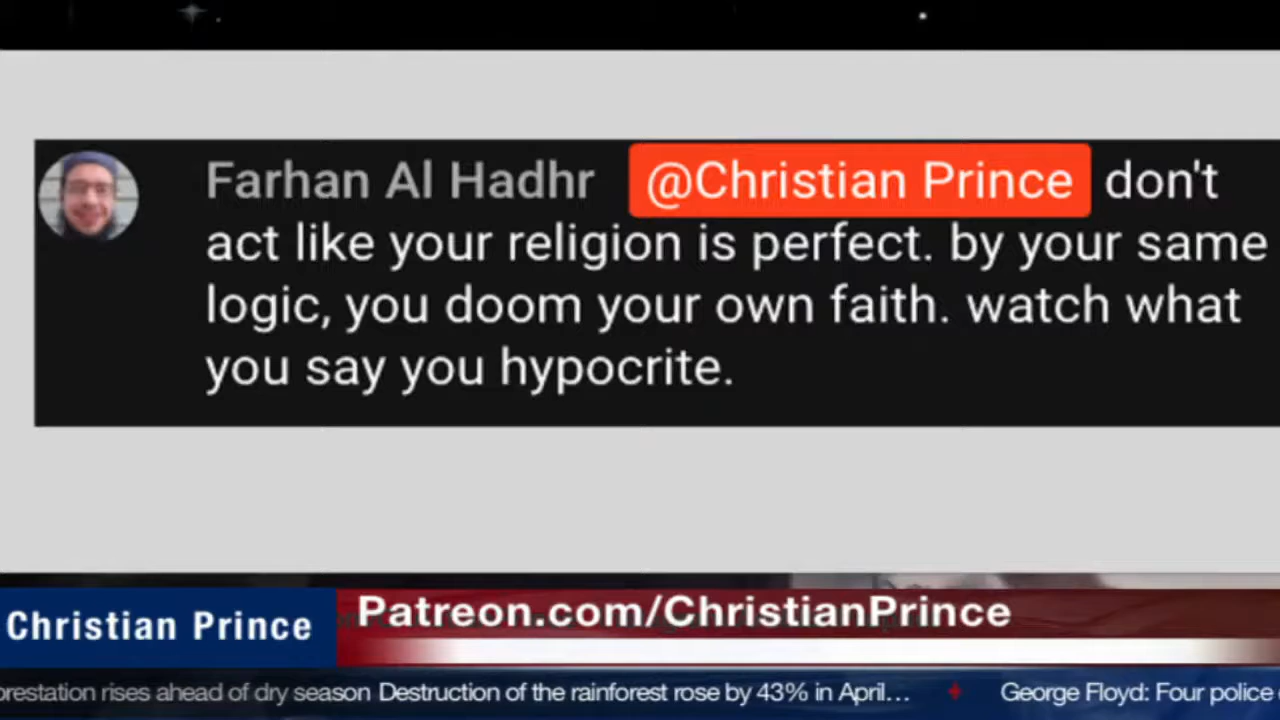 Farhan Al Hadhr @Christian Prince don't
act like your religion is perfect. by your same
logic, you doom your own faith. watch what
you say you hypocrite.
Christian Prince
Patreon.com/ChristianPrince
orestation rises ahead of dry season Destruction of the rainforest rose by 43% in April... George Floyd: Four police